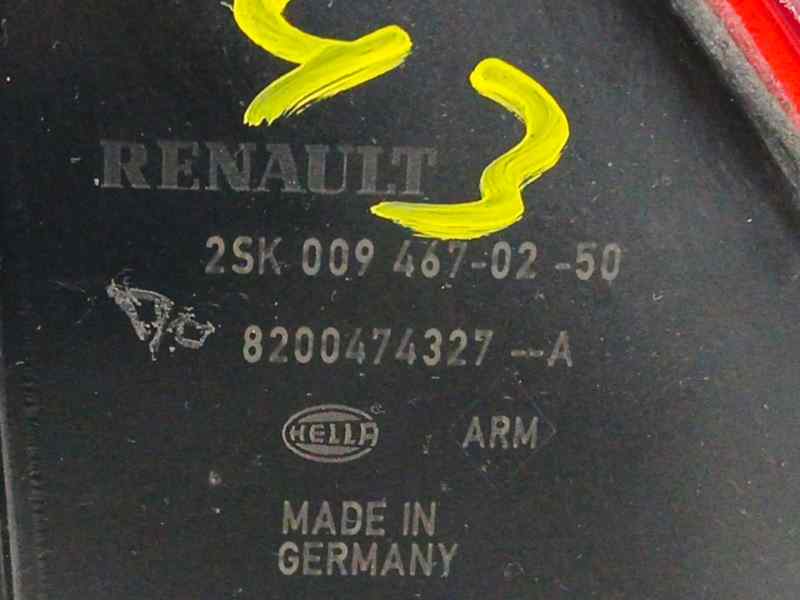 RENAULT
2SK 009 467-02 -50
8200474327 --A
HELLA ARM
MADE IN
GERMANY